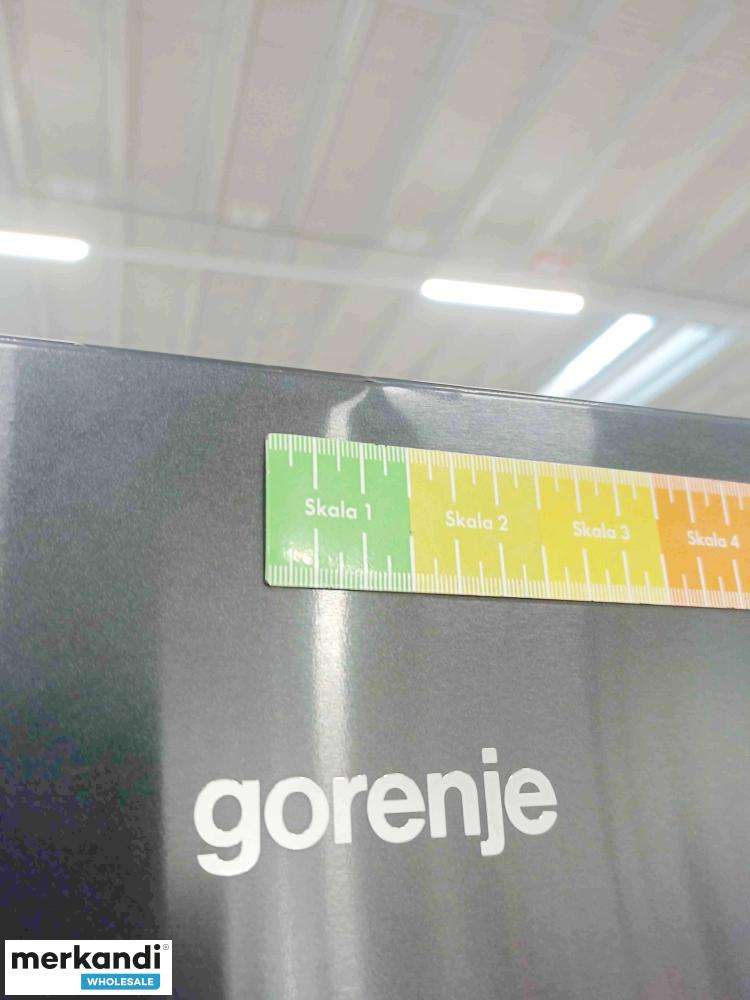 Skala 1
Skala 2
Skala 3
Skala 4
gorenje
merkandi®
WHOLESALE